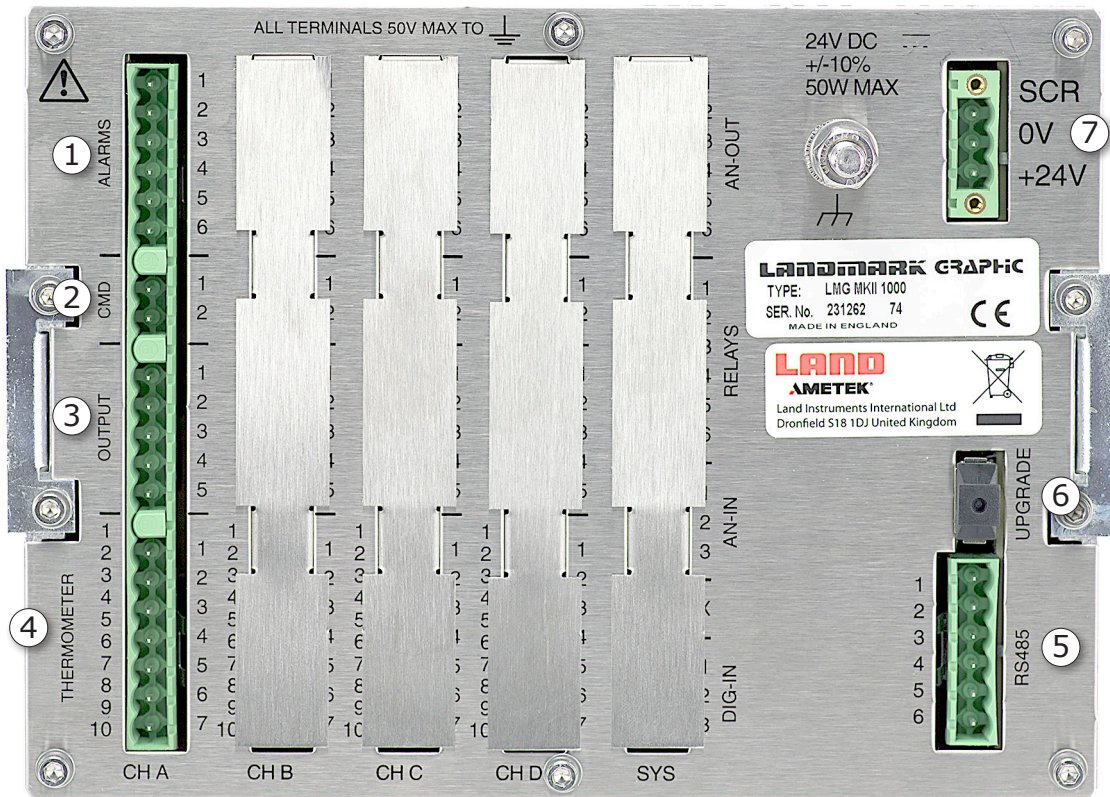 ALL TERMINALS 50V MAX TO
24V DC
+/-10%
50W MAX
SCR
0V
+24V
7
1
ALARMS
1
2
3
4
5
6
2
CMD
1
2
3
OUTPUT
1
2
3
4
5
4
THERMOMETER
1
2
3
4
5
6
7
8
9
10
1
2
3
4
5
6
7
AN-OUT
RELAYS
AN-IN
DIG-IN
LANDMARK GRAPHIC
TYPE: LMG MKII 1000
SER. No. 231262 74
MADE IN ENGLAND
CE
LAND
AMETEK®
Land Instruments International Ltd
Dronfield S18 1DJ United Kingdom
UPGRADE
6
RS485
1
2
3
4
5
6
5
CH A
CH B
CH C
CH D
SYS